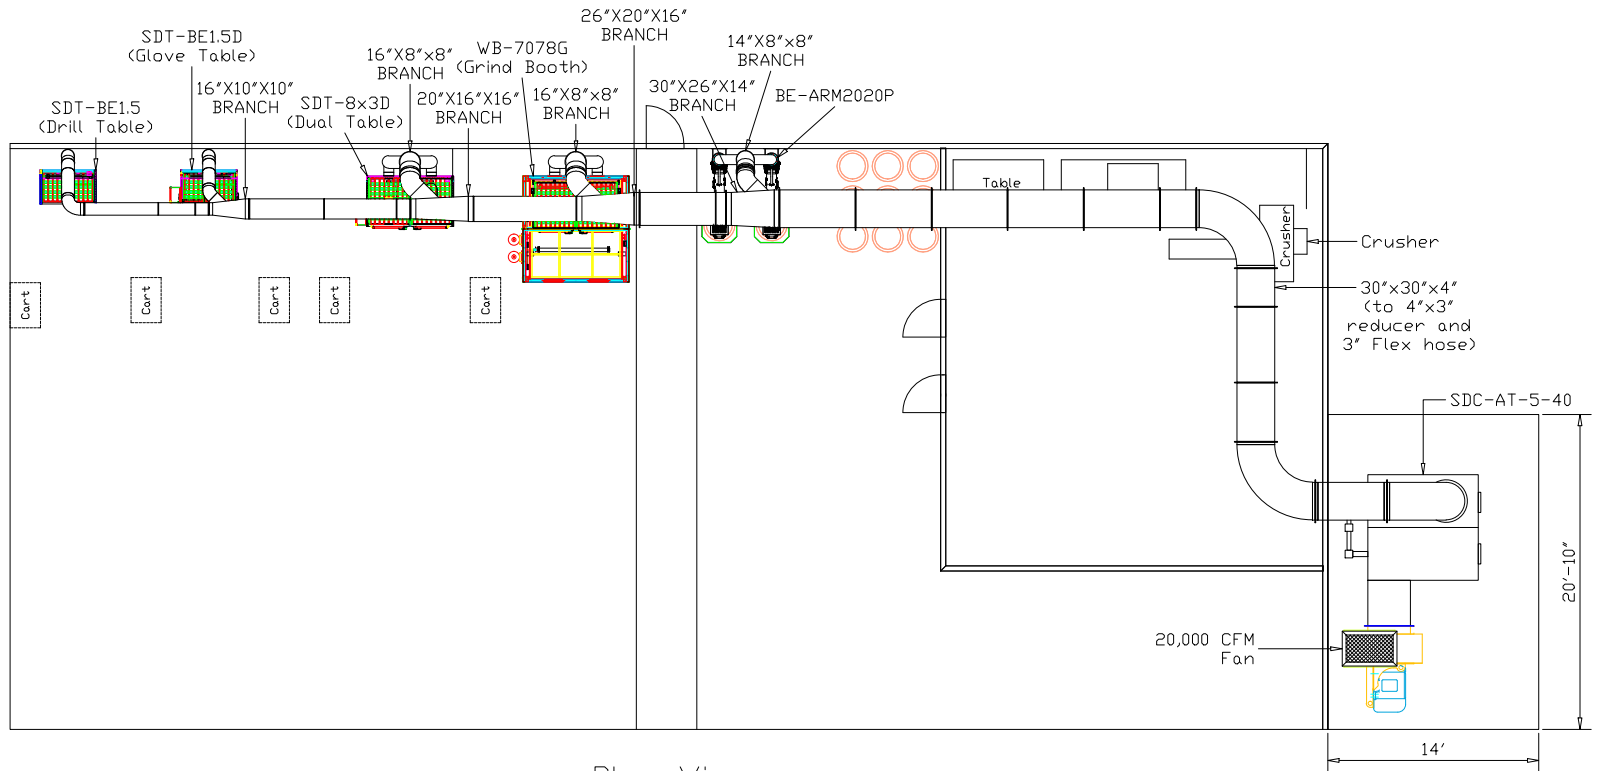 26"X20"X16"
BRANCH
SDT-BE1.5D
(Glove Table)
16"X8"x8"
BRANCH
WB-7078G
(Grind Booth)
14"X8"x8"
BRANCH
SDT-BE1.5
(Drill Table)
16"X10"X10"
BRANCH
SDT-8x3D
(Dual Table)
20"X16"X16"
BRANCH
16"X8"x8"
BRANCH
30"X26"X14"
BRANCH
BE-ARM2020P
Table
Crusher
Crusher
Cart
Cart
Cart
Cart
Cart
30"x30"x4"
(to 4"x3"
reducer and
3" Flex hose)
SDC-AT-5-40
20'-10"
20,000 CFM
Fan
14'